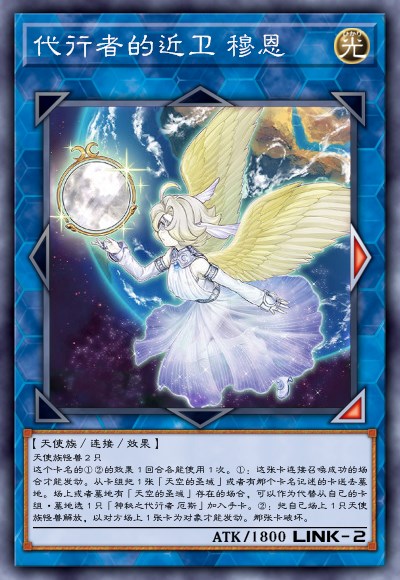 代行者的近卫 穆恩
ひかり
光
【天使族／连接／效果】
天使族怪兽２只
这个卡名的①②的效果１回合各能使用１次。①：这张卡连接召唤成功的场
合才能发动。从卡组把１张「天空的圣域」或者有那个卡名记述的卡送去墓
地。场上或者墓地有「天空的圣域」存在的场合，可以作为代替从自己的卡
组·墓地选１只「神秘之代行者 厄斯」加入手卡。②：把自己场上１只天使
族怪兽解放，以对方场上１张卡为对象才能发动。那张卡破坏。
ATK/1800 LINK-2